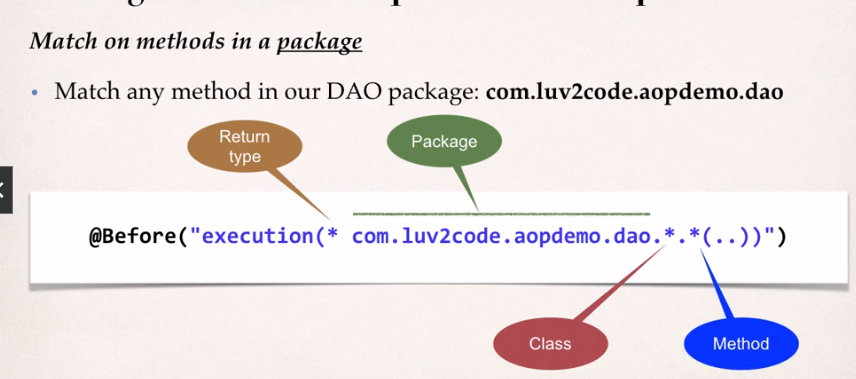 Match on methods in a package
• Match any method in our DAO package: com.luv2code.aopdemo.dao
Return
type
Package
@Before("execution(* com.luv2code.aopdemo.dao.*.*(..))")
Class
Method